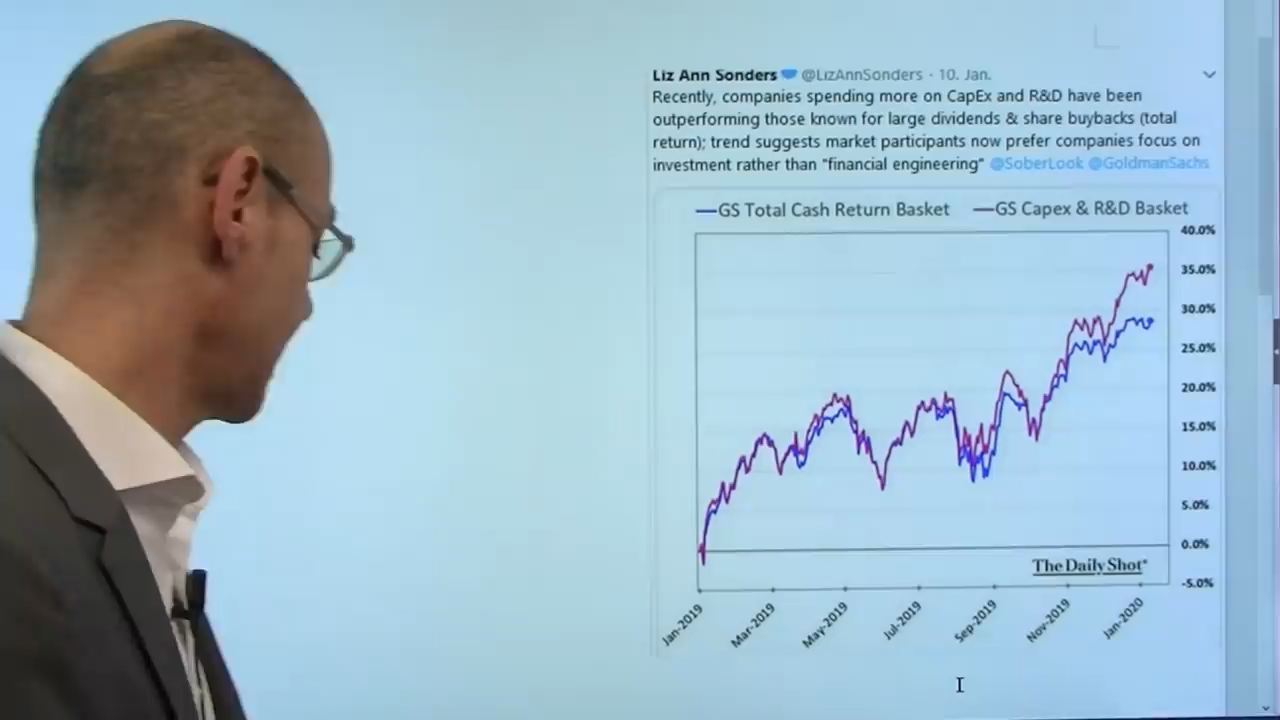 Liz Ann Sonders @LizAnnSonders · 10. Jan.
Recently, companies spending more on CapEx and R&D have been
outperforming those known for large dividends & share buybacks (total
return); trend suggests market participants now prefer companies focus on
investment rather than "financial engineering" @SoberLook @GoldmanSachs
GS Total Cash Return Basket GS Capex & R&D Basket
40.0%
35.0%
30.0%
25.0%
20.0%
15.0%
10.0%
5.0%
0.0%
The Daily Shot
-5.0%
Jan-2019 Mar-2019 May-2019 Jul-2019 Sep-2019 Nov-2019 Jan-2020